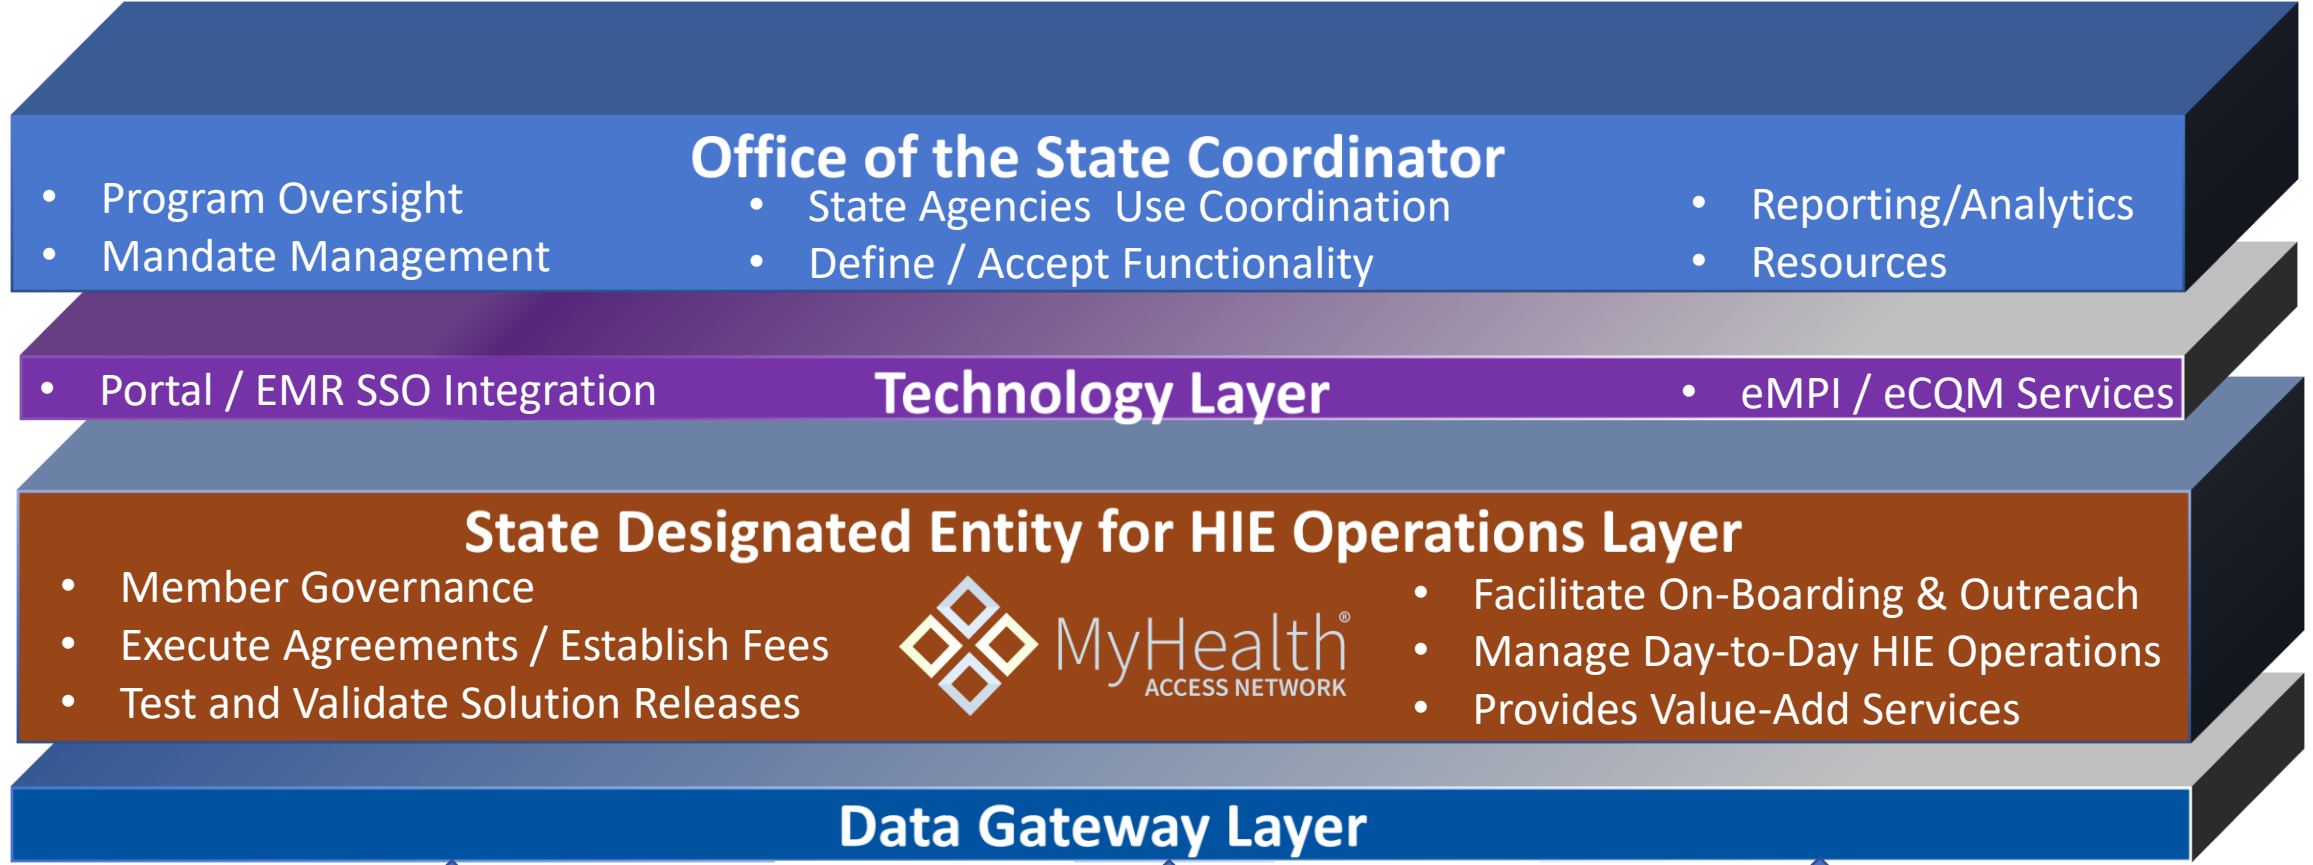 Office of the State Coordinator
• Program Oversight
• Mandate Management
• State Agencies  Use Coordination
• Define / Accept Functionality
• Reporting/Analytics
• Resources
• Portal / EMR SSO Integration
Technology Layer
• eMPI / eCQM Services
State Designated Entity for HIE Operations Layer
• Member Governance
• Execute Agreements / Establish Fees
• Test and Validate Solution Releases
MyHealth®
ACCESS NETWORK
• Facilitate On-Boarding & Outreach
• Manage Day-to-Day HIE Operations
• Provides Value-Add Services
Data Gateway Layer